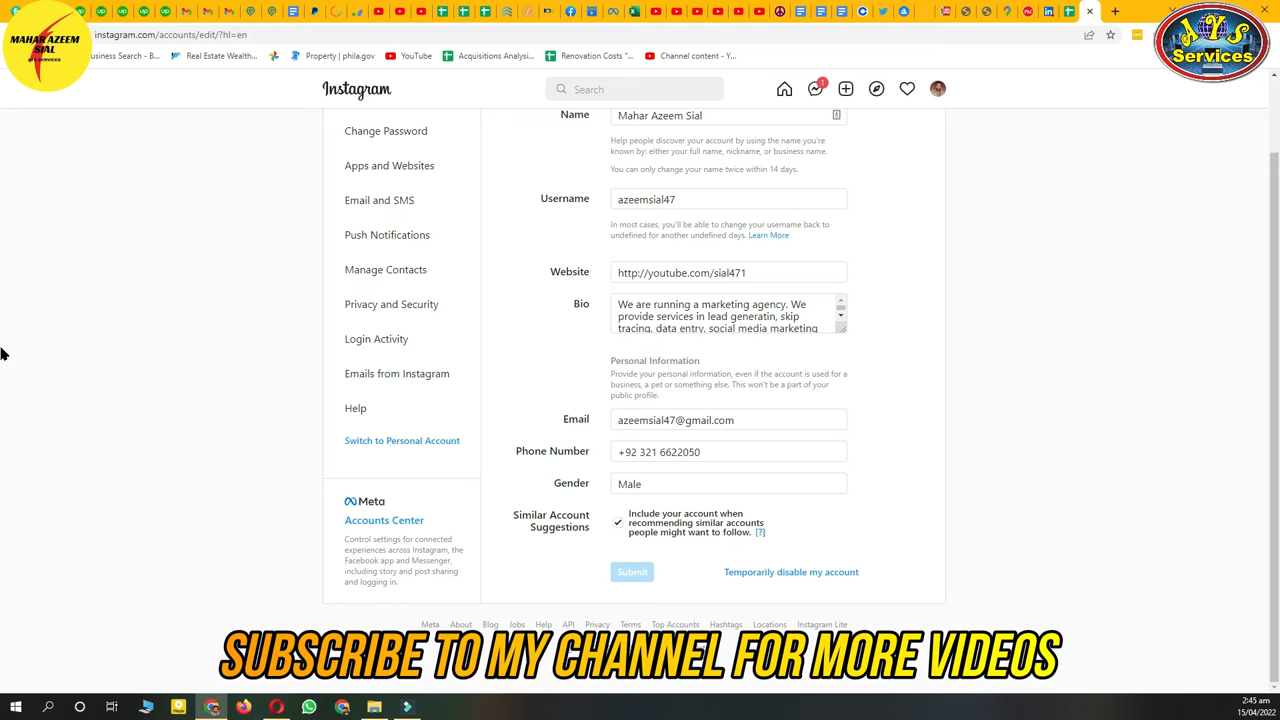 MAHAR AZEEM
SIAL
AYS SERVICES
AYS
Services
instagram.com/accounts/edit/?hl=en
usiness Search - B...
Real Estate Wealth...
Property | phila.gov
YouTube
Acquisitions Analysi...
Renovation Costs "...
Channel content - Y...
Instagram
Search
1
Change Password
Apps and Websites
Email and SMS
Push Notifications
Manage Contacts
Privacy and Security
Login Activity
Emails from Instagram
Help
Switch to Personal Account
Meta
Accounts Center
Control settings for connected
experiences across Instagram, the
Facebook app and Messenger,
including story and post sharing
and logging in.
Name
Mahar Azeem Sial
Help people discover your account by using the name you're
known by: either your full name, nickname, or business name.
You can only change your name twice within 14 days.
Username
azeemsial47
In most cases, you'll be able to change your username back to
undefined for another undefined days. Learn More
Website
http://youtube.com/sial471
Bio
We are running a marketing agency. We
provide services in lead generatin, skip
tracing, data entry, social media marketing
Personal Information
Provide your personal information, even if the account is used for a
business, a pet or something else. This won't be a part of your
public profile.
Email
azeemsial47@gmail.com
Phone Number
+92 321 6622050
Gender
Male
Similar Account
Suggestions
Include your account when
recommending similar accounts
people might want to follow. [?]
Submit
Temporarily disable my account
Meta About Blog Jobs Help API Privacy Terms Top Accounts Hashtags Locations Instagram Lite
SUBSCRIBE TO MY CHANNEL FOR MORE VIDEOS
2:45 am
15/04/2022